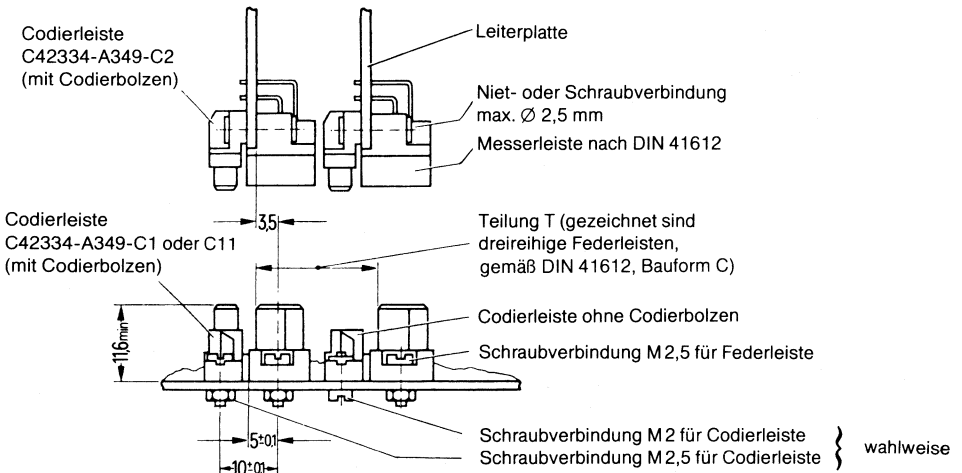 Codierleiste
C42334-A349-C2
(mit Codierbolzen)
Leiterplatte
Niet- oder Schraubverbindung
max. Ø 2,5 mm
Messerleiste nach DIN 41612
3,5
Codierleiste
C42334-A349-C1 oder C11
(mit Codierbolzen)
Teilung T (gezeichnet sind
dreireihige Federleisten,
gemäß DIN 41612, Bauform C)
11,6min
Codierleiste ohne Codierbolzen
Schraubverbindung M 2,5 für Federleiste
5±0,1
10±0,1
Schraubverbindung M 2 für Codierleiste
Schraubverbindung M 2,5 für Codierleiste
wahlweise